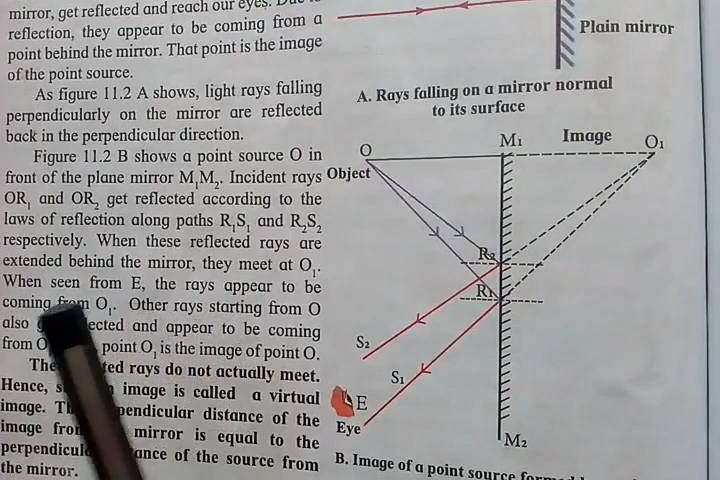 mirror, get reflected and reach our eyes.
reflection, they appear to be coming from a
point behind the mirror. That point is the image
of the point source.
As figure 11.2 A shows, light rays falling
perpendicularly on the mirror are reflected
back in the perpendicular direction.
Figure 11.2 B shows a point source O in
front of the plane mirror M₁M₂. Incident rays
OR₁ and OR₂ get reflected according to the
laws of reflection along paths R₁S₁ and R₂S₂
respectively. When these reflected rays are
extended behind the mirror, they meet at O₁.
When seen from E, the rays appear to be
coming from O₁. Other rays starting from O
also and appear to be coming
from point O₁ is the image of point O.
rays do not actually meet.
Hence, image is called a virtual
image. distance of the
image mirror is equal to the
of the source from
the mirror.
Plain mirror
A. Rays falling on a mirror normal
to its surface
M₁ Image O₁
O
Object
R₂
R₁
S₂
S₁
E
Eye
M₂
B. Image of a point source